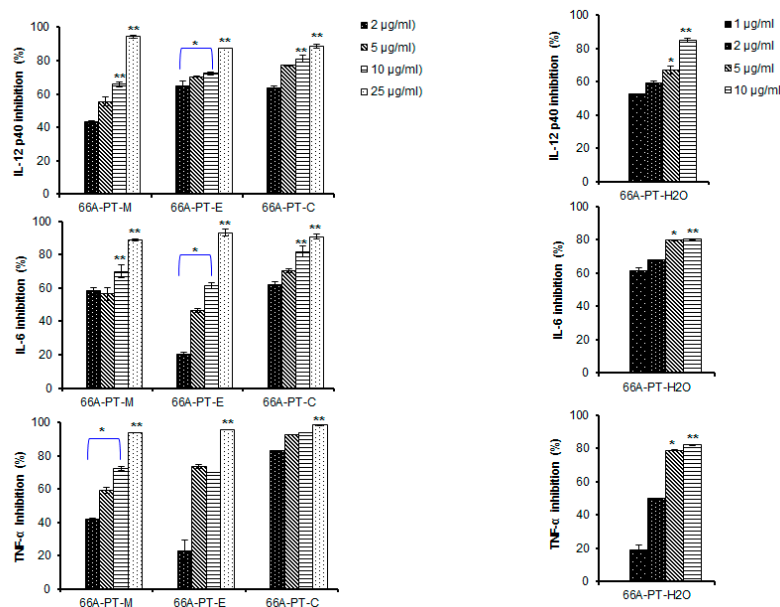 IL-12 p40 inhibition (%)
100
80
60
40
20
0
** ** * ** ** **
66A-PT-M 66A-PT-E 66A-PT-C
2 µg/ml)
5 µg/ml)
10 µg/ml)
25 µg/ml)
IL-12 p40 inhibition (%)
100
80
60
40
20
0
* **
66A-PT-H2O
1 µg/ml
2 µg/ml
5 µg/ml
10 µg/ml
IL-6 inhibition (%)
100
80
60
40
20
0
** ** * ** ** **
66A-PT-M 66A-PT-E 66A-PT-C
IL-6 inhibition (%)
100
80
60
40
20
0
* **
66A-PT-H2O
TNF-α Inhibition (%)
100
80
60
40
20
0
* ** ** **
66A-PT-M 66A-PT-E 66A-PT-C
TNF-α inhibition (%)
100
80
60
40
20
0
* **
66A-PT-H2O